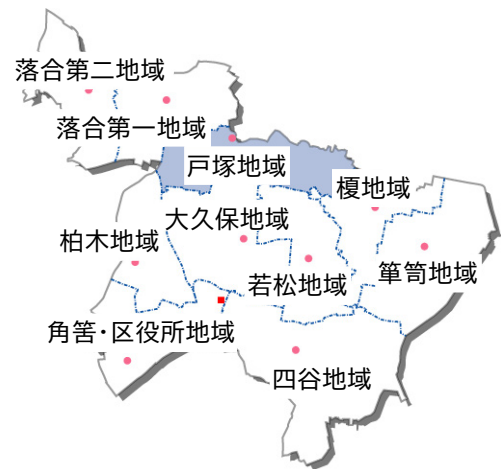 落合第二地域
落合第一地域
戸塚地域
榎地域
大久保地域
柏木地域
若松地域
箪笥地域
角筈・区役所地域
四谷地域